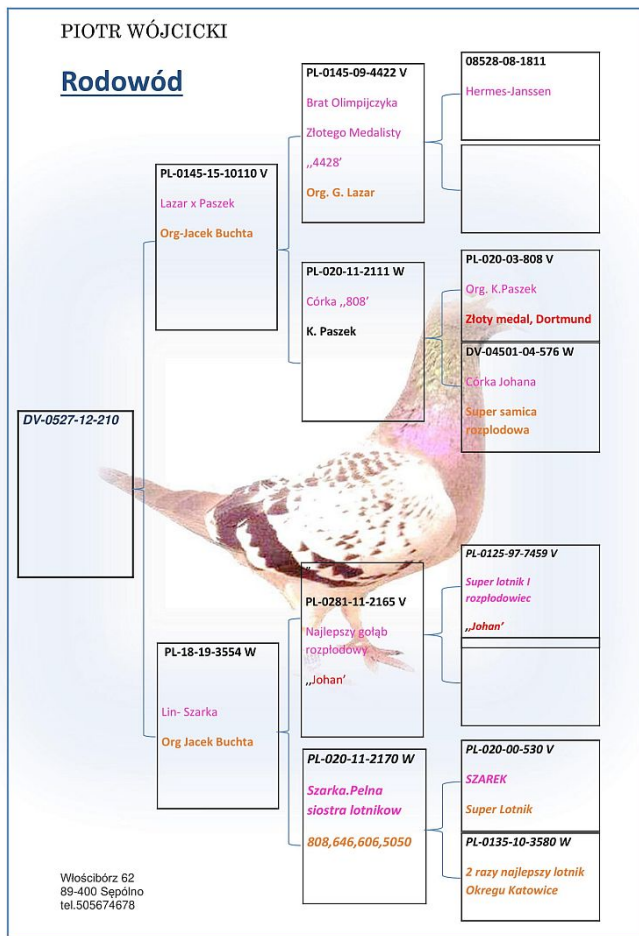 PIOTR WÓJCICKI
Rodowód
DV-0527-12-210
PL-0145-15-10110 V
Lazar x Paszek
Org-Jacek Buchta
PL-18-19-3554 W
Lin- Szarka
Org Jacek Buchta
PL-0145-09-4422 V
Brat Olimpijczyka
Złotego Medalisty
,,4428'
Org. G. Lazar
PL-020-11-2111 W
Córka ,,808'
K. Paszek
„
PL-0281-11-2165 V
Najlepszy gołąb
rozpłodowy
,,Johan'
PL-020-11-2170 W
Szarka.Pelna
siostra lotnikow
808,646,606,5050
08528-08-1811
Hermes-Janssen
PL-020-03-808 V
Org. K.Paszek
Złoty medal, Dortmund
DV-04501-04-576 W
Córka Johana
Super samica
rozplodowa
PL-0125-97-7459 V
Super lotnik I
rozpłodowiec
,,Johan'
PL-020-00-530 V
SZAREK
Super Lotnik
PL-0135-10-3580 W
2 razy najlepszy lotnik
Okregu Katowice
Włościbórz 62
89-400 Sępólno
tel.505674678